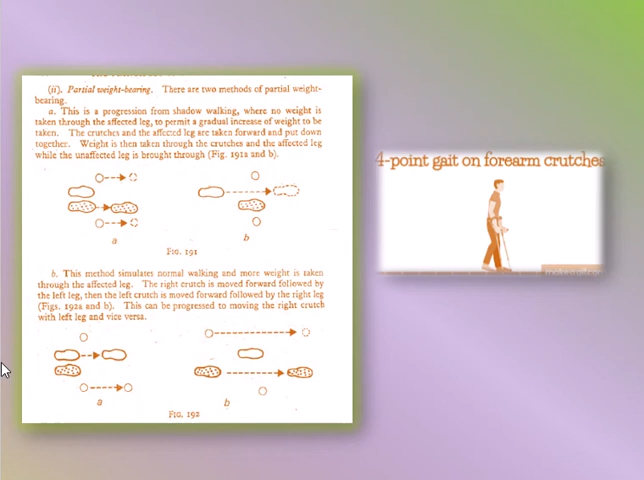 (ii). Partial weight-bearing. There are two methods of partial weight-
bearing.
a. This is a progression from shadow walking, where no weight is
taken through the affected leg, to permit a gradual increase of weight to be
taken. The crutches and the affected leg are taken forward and put down
together. Weight is then taken through the crutches and the affected leg
while the unaffected leg is brought through (Fig. 191a and b).
a
b
FIG. 191
b. This method simulates normal walking and more weight is taken
through the affected leg. The right crutch is moved forward followed by
the left leg, then the left crutch is moved forward followed by the right leg
(Figs. 192a and b). This can be progressed to moving the right crutch
with left leg and vice versa.
a
b
FIG. 192
4-point gait on forearm crutches